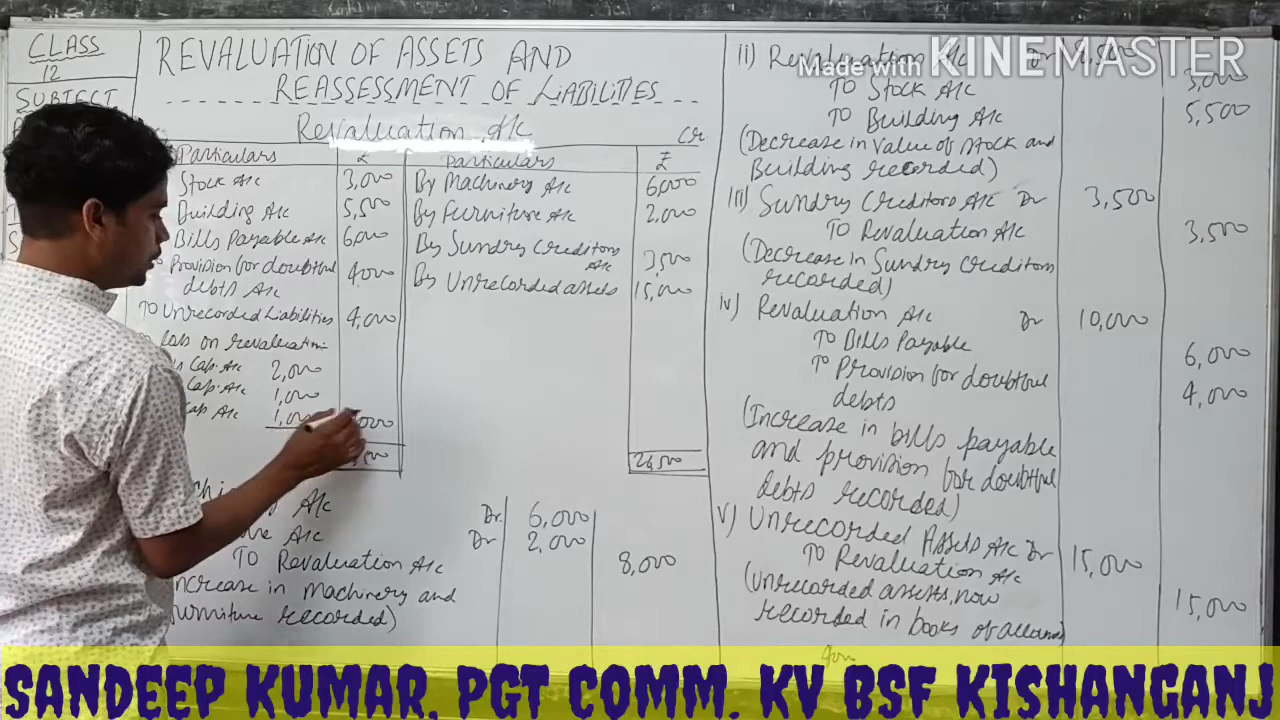 CLASS
12
SUBJECT
REVALUATION OF ASSETS AND
REASSESSMENT OF LIABILITIES
Revaluation A/c
Cr
Particulars ₹ Particulars ₹
Stock A/c 3,000 By Machinery A/c 6,000
Building A/c 5,500 By Furniture A/c 2,000
Bills Payable A/c 6,000 By Sundry Creditors
A/c 3,500
Provision for doubtful
debts A/c 4,000 By Unrecorded assets 15,000
To Unrecorded Liabilities 4,000
To Loss on revaluation:-
Cap. A/c 2,000
Cap. A/c 1,000
Cap A/c 1,000
26,500
A/c Dr. 6,000
A/c Dr 2,000
To Revaluation A/c 8,000
Increase in Machinery and
Furniture recorded)
ii) Revaluation A/c Dr
To Stock A/c 3,000
To Building A/c 5,500
(Decrease in value of stock and
Building recorded)
iii) Sundry Creditors A/c Dr 3,500
To Revaluation A/c 3,500
(Decrease in Sundry creditors
recorded)
iv) Revaluation A/c Dr 10,000
To Bills Payable 6,000
To Provision for doubtful
debts 4,000
(Increase in bills payable
and provision for doubtful
debts recorded)
v) Unrecorded Assets A/c Dr 15,000
To Revaluation A/c 15,000
(Unrecorded assets, now
recorded in books of
Made with KINEMASTER
SANDEEP KUMAR, PGT COMM. KV BSF KISHANGANJ